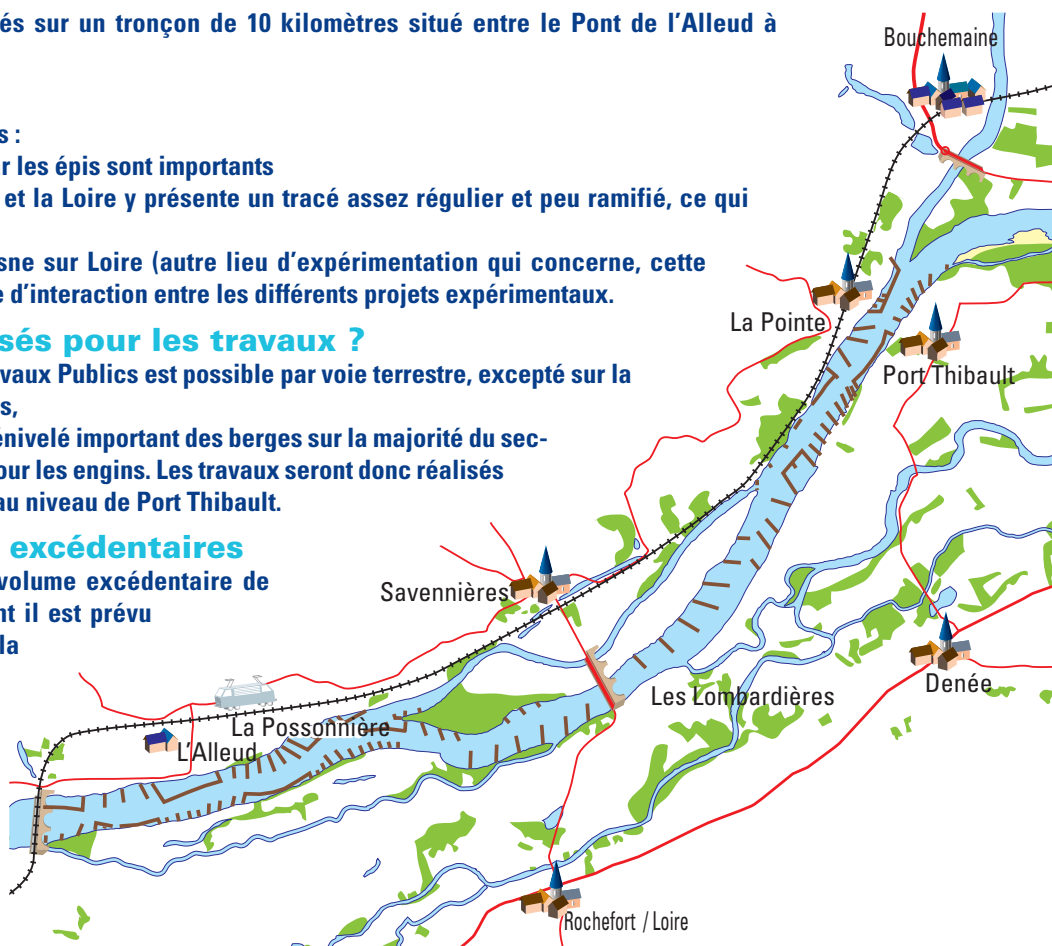 és sur un tronçon de 10 kilomètres situé entre le Pont de l'Alleud à
s :
r les épis sont importants
et la Loire y présente un tracé assez régulier et peu ramifié, ce qui
sne sur Loire (autre lieu d'expérimentation qui concerne, cette
e d'interaction entre les différents projets expérimentaux.
sés pour les travaux ?
vaux Publics est possible par voie terrestre, excepté sur la
s,
énivelé important des berges sur la majorité du sec-
our les engins. Les travaux seront donc réalisés
au niveau de Port Thibault.
excédentaires
volume excédentaire de
nt il est prévu
la
Bouchemaine
La Pointe
Port Thibault
Savennières
Denée
Les Lombardières
La Possonnière
L'Alleud
Rochefort / Loire